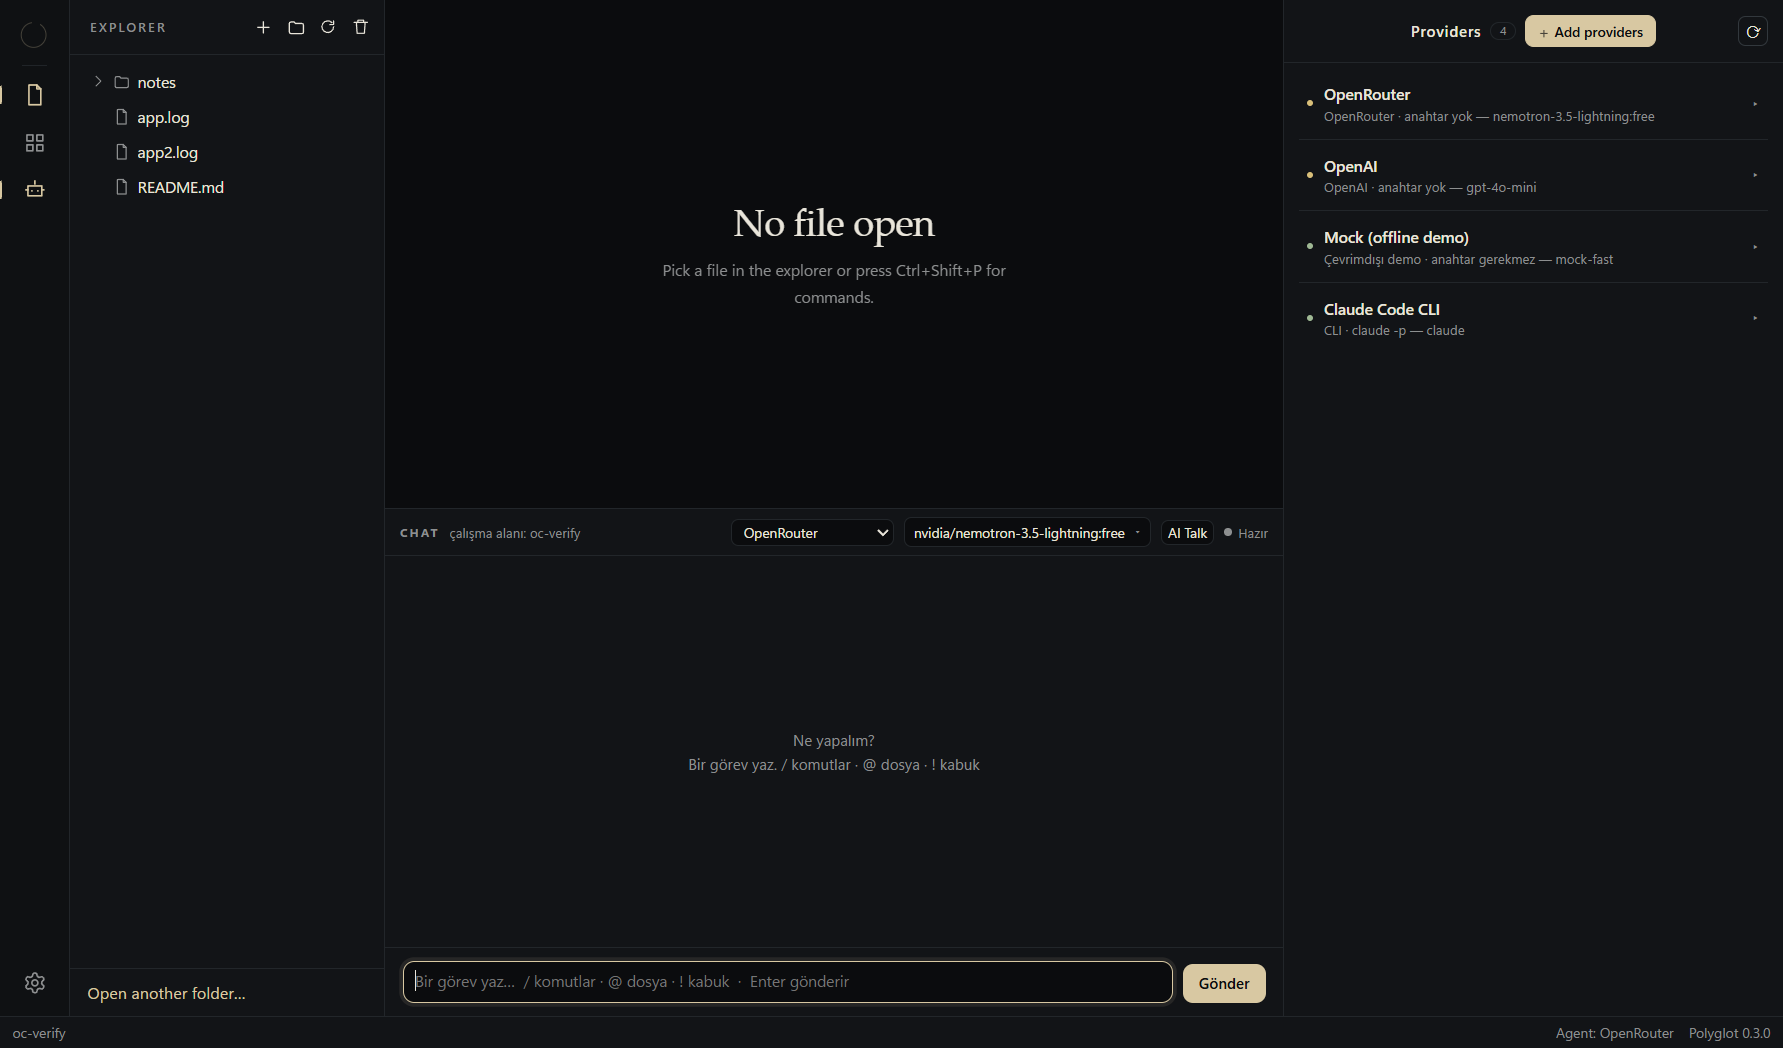 EXPLORER
notes
app.log
app2.log
README.md
Open another folder...
No file open
Pick a file in the explorer or press Ctrl+Shift+P for
commands.
CHAT çalışma alanı: oc-verify OpenRouter nvidia/nemotron-3.5-lightning:free AI Talk Hazır
Ne yapalım?
Bir görev yaz. / komutlar · @ dosya · ! kabuk
Bir görev yaz... / komutlar · @ dosya · ! kabuk · Enter gönderir
Gönder
Providers 4 + Add providers
OpenRouter
OpenRouter · anahtar yok — nemotron-3.5-lightning:free
OpenAI
OpenAI · anahtar yok — gpt-4o-mini
Mock (offline demo)
Çevrimdışı demo · anahtar gerekmez — mock-fast
Claude Code CLI
CLI · claude -p — claude
oc-verify
Agent: OpenRouter Polyglot 0.3.0